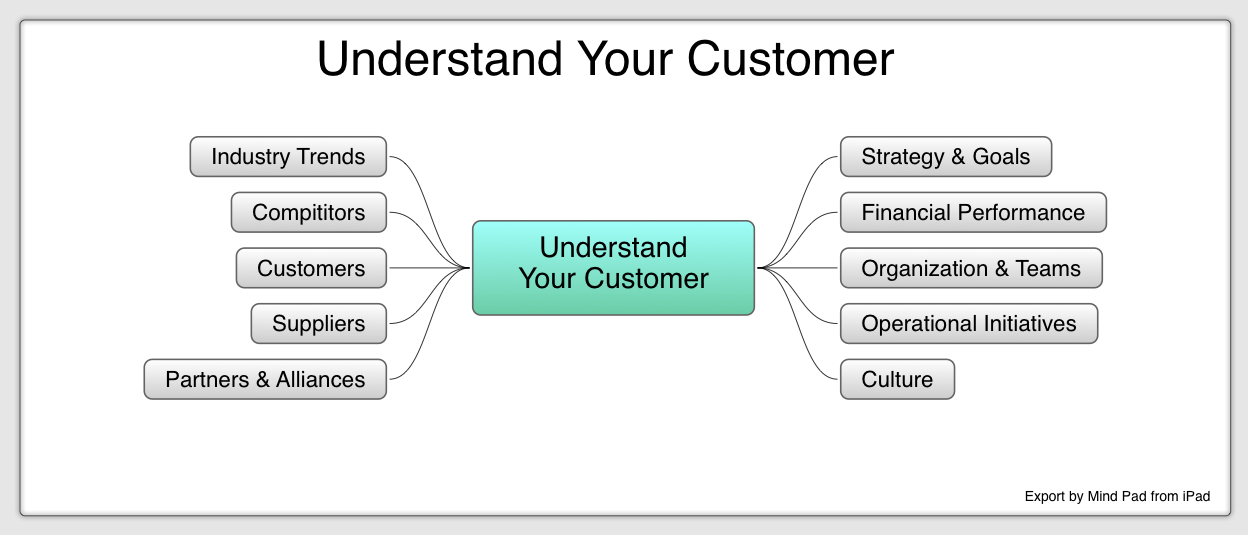 Understand Your Customer
Industry Trends
Compititors
Customers
Suppliers
Partners & Alliances
Understand
Your Customer
Strategy & Goals
Financial Performance
Organization & Teams
Operational Initiatives
Culture
Export by Mind Pad from iPad